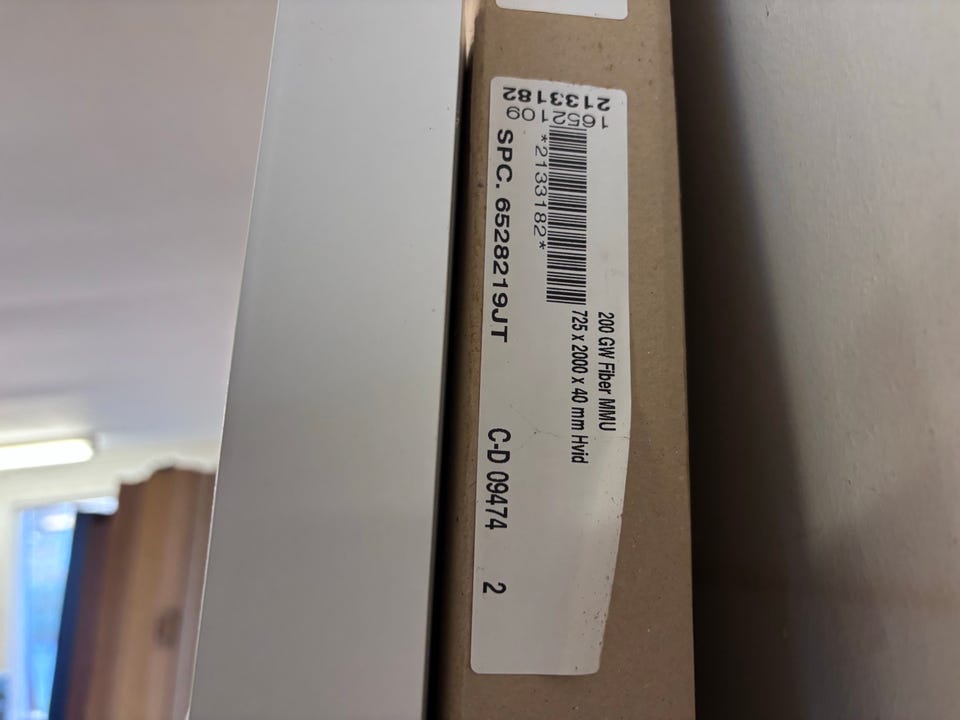 2133182
1652109
*2133182*
200 GW Fiber MMU
725 x 2000 x 40 mm Hvid
SPC. 6528219JT C-D 09474 2